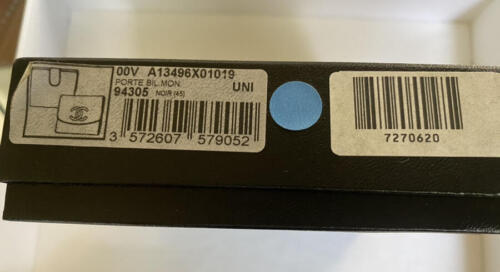 00V A13496X01019
PORTE BIL.MON.
UNI
94305 NOIR (45)
3 572607 579052
7270620